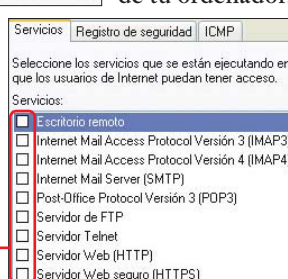 de tu ordenador
Servicios Registro de seguridad ICMP
Seleccione los servicios que se están ejecutando en
que los usuarios de Internet puedan tener acceso.
Servicios:
Escritorio remoto
Internet Mail Access Protocol Versión 3 (IMAP3
Internet Mail Access Protocol Versión 4 (IMAP4
Internet Mail Server (SMTP)
Post-Office Protocol Versión 3 (POP3)
Servidor de FTP
Servidor Telnet
Servidor Web (HTTP)
Servidor Web seguro (HTTPS)